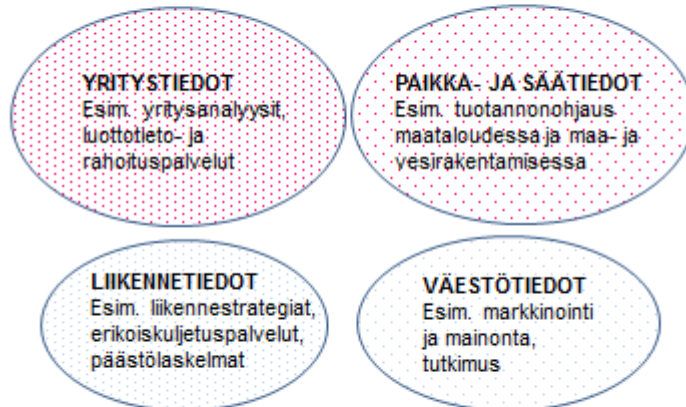 YRITYSTIEDOT
Esim. yritysanalyysit,
luottotieto- ja
rahoituspalvelut
PAIKKA- JA SÄÄTIEDOT
Esim. tuotannonohjaus
maataloudessa ja maa- ja
vesirakentamisessa
LIIKENNETIEDOT
Esim. liikennestrategiat,
erikoiskuljetuspalvelut,
päästölaskelmat
VÄESTÖTIEDOT
Esim. markkinointi
ja mainonta,
tutkimus